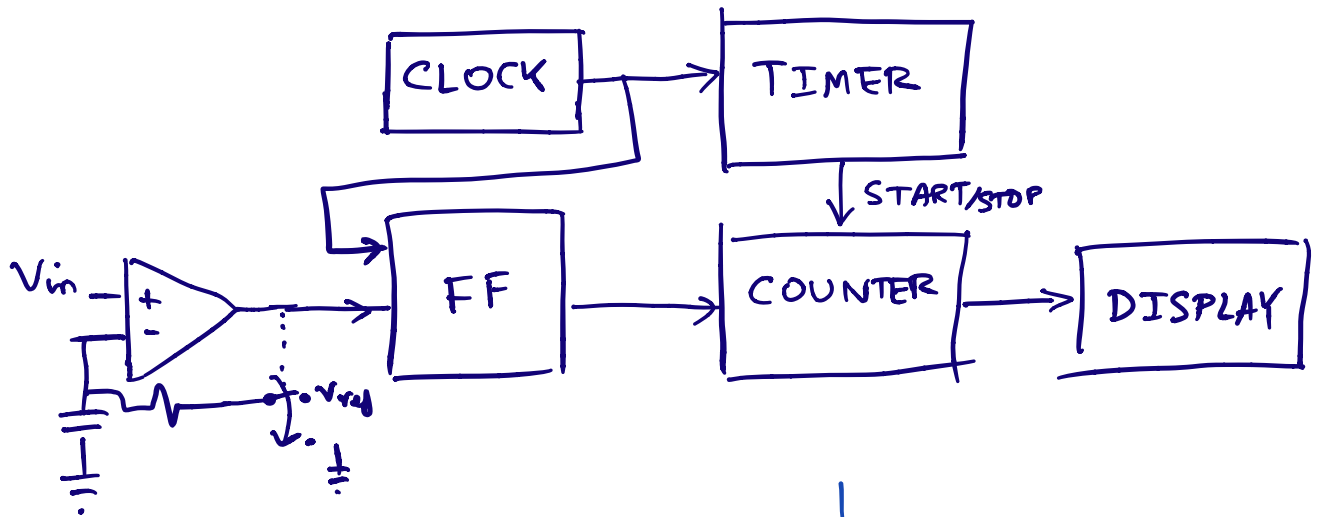 CLOCK
TIMER
START/STOP
Vin
+
-
FF
COUNTER
DISPLAY
Vref